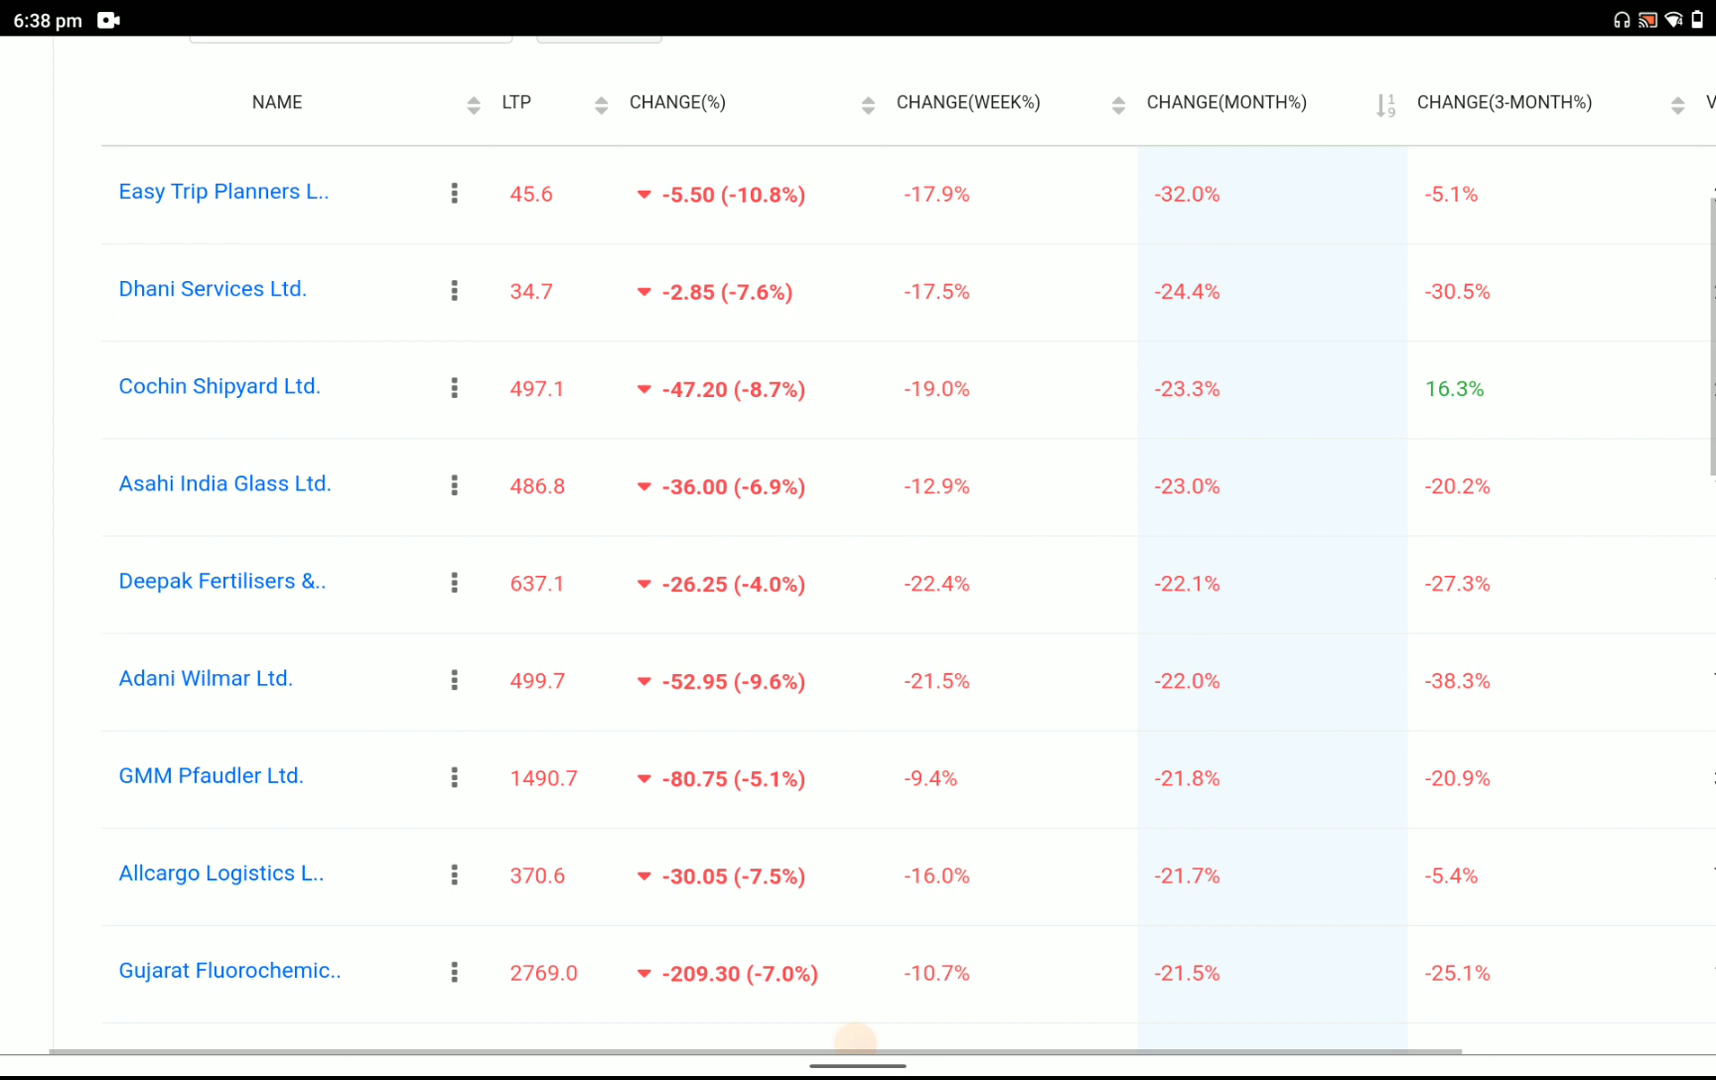 6:38 pm
NAME LTP CHANGE(%) CHANGE(WEEK%) CHANGE(MONTH%) CHANGE(3-MONTH%)
Easy Trip Planners L.. 45.6 -5.50 (-10.8%) -17.9% -32.0% -5.1%
Dhani Services Ltd. 34.7 -2.85 (-7.6%) -17.5% -24.4% -30.5%
Cochin Shipyard Ltd. 497.1 -47.20 (-8.7%) -19.0% -23.3% 16.3%
Asahi India Glass Ltd. 486.8 -36.00 (-6.9%) -12.9% -23.0% -20.2%
Deepak Fertilisers &.. 637.1 -26.25 (-4.0%) -22.4% -22.1% -27.3%
Adani Wilmar Ltd. 499.7 -52.95 (-9.6%) -21.5% -22.0% -38.3%
GMM Pfaudler Ltd. 1490.7 -80.75 (-5.1%) -9.4% -21.8% -20.9%
Allcargo Logistics L.. 370.6 -30.05 (-7.5%) -16.0% -21.7% -5.4%
Gujarat Fluorochemic.. 2769.0 -209.30 (-7.0%) -10.7% -21.5% -25.1%